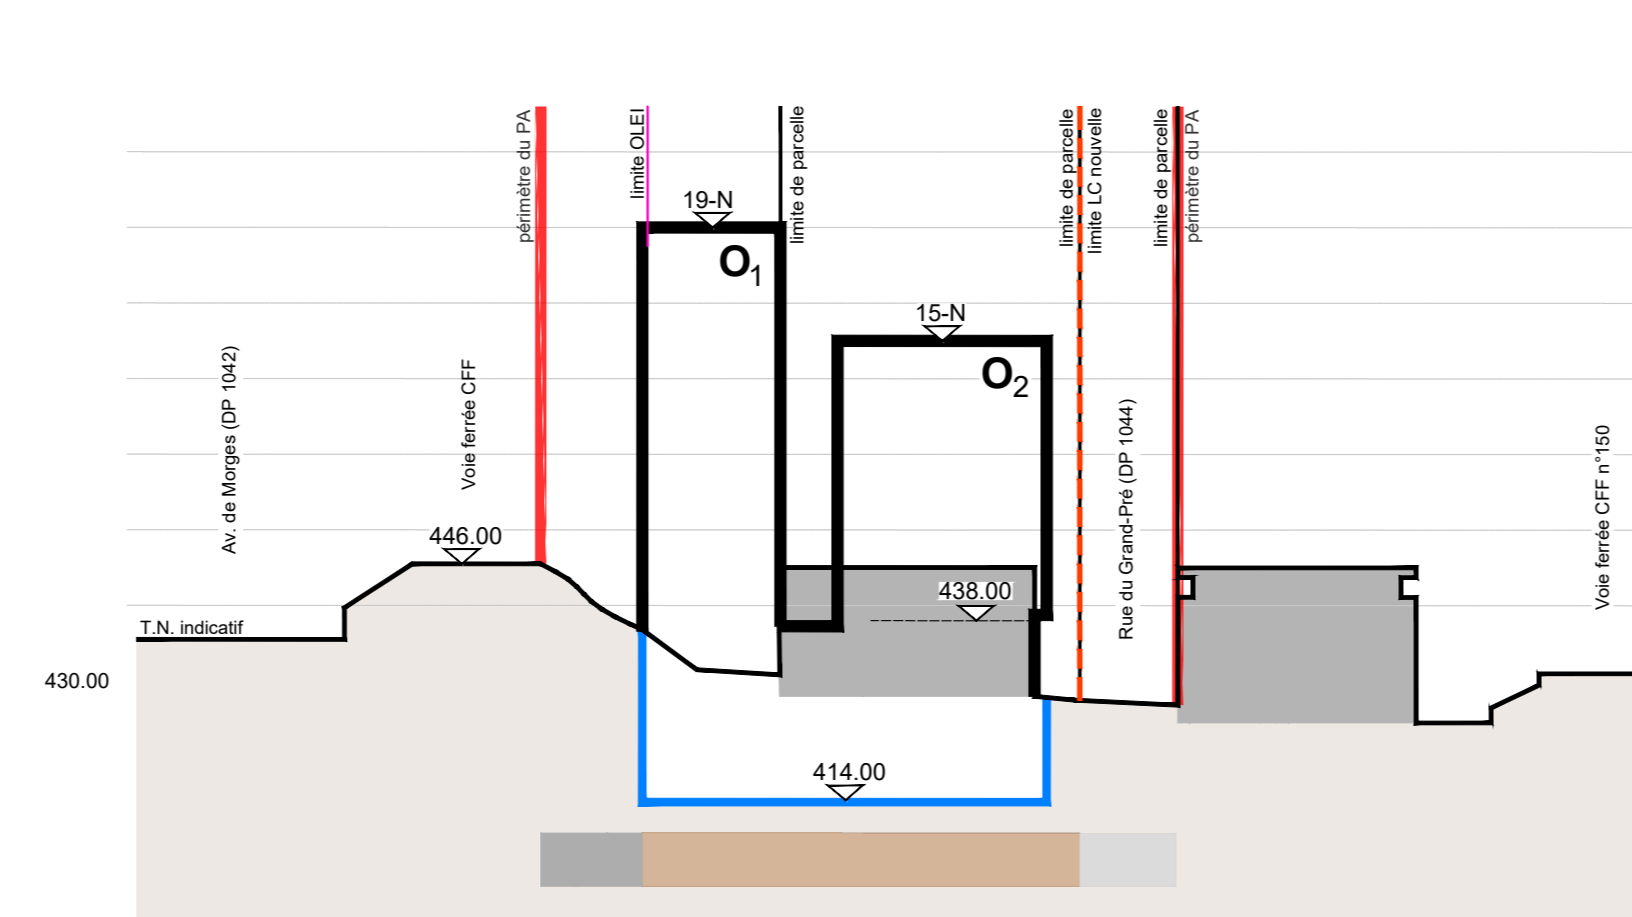 périmètre du PA
limite OLEI
limite de parcelle
limite de parcelle
limite LC nouvelle
limite de parcelle
périmètre du PA
19-N
O1
15-N
O2
Av. de Morges (DP 1042)
Voie ferrée CFF
Rue du Grand-Pré (DP 1044)
Voie ferrée CFF n°150
446.00
438.00
T.N. indicatif
430.00
414.00